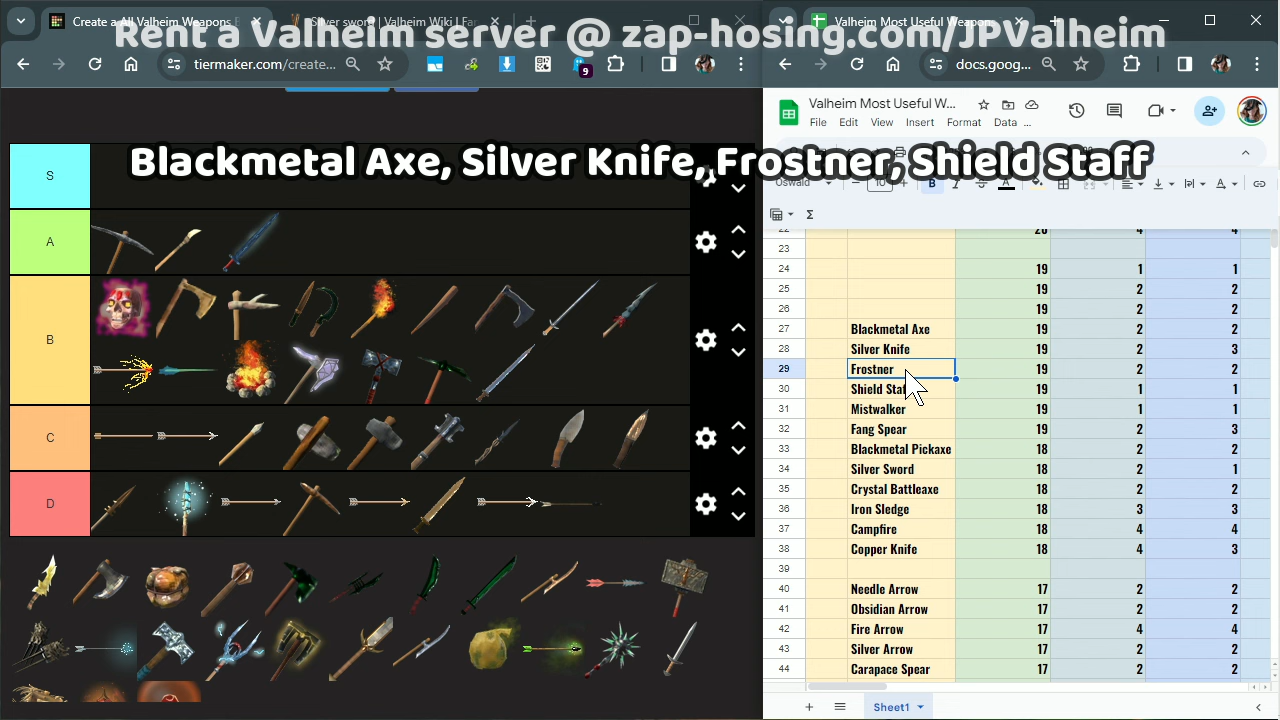 Create a All Valheim Weapons
Silver sword | Valheim Wiki | Fa
Valheim Most Useful Weapons
Rent a Valheim server @ zap-hosing.com/JPValheim
tiermaker.com/create...
9
docs.goog...
Valheim Most Useful W...
File Edit View Insert Format Data ...
Blackmetal Axe, Silver Knife, Frostner, Shield Staff
Oswald 10 B
S
A
B
C
D
22 20 4 4
23
24 19 1 1
25 19 2 2
26 19 2 2
27 Blackmetal Axe 19 2 2
28 Silver Knife 19 2 3
29 Frostner 19 2 2
30 Shield Staf 19 1 1
31 Mistwalker 19 1 1
32 Fang Spear 19 2 3
33 Blackmetal Pickaxe 18 2 2
34 Silver Sword 18 2 1
35 Crystal Battleaxe 18 2 2
36 Iron Sledge 18 3 3
37 Campfire 18 4 4
38 Copper Knife 18 4 3
39
40 Needle Arrow 17 2 2
41 Obsidian Arrow 17 2 2
42 Fire Arrow 17 4 4
43 Silver Arrow 17 2 2
44 Carapace Spear 17 2 2
Sheet1